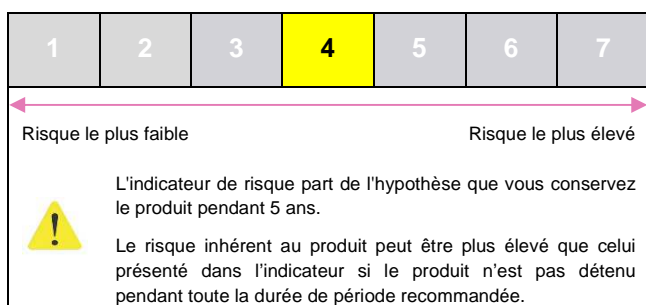 1 2 3 4 5 6 7
Risque le plus faible Risque le plus élevé
L'indicateur de risque part de l'hypothèse que vous conservez
le produit pendant 5 ans.
Le risque inhérent au produit peut être plus élevé que celui
présenté dans l’indicateur si le produit n’est pas détenu
pendant toute la durée de période recommandée.